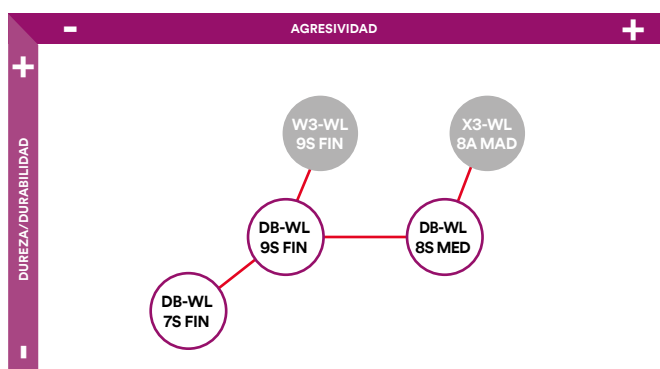 -
AGRESIVIDAD
+
+
DUREZA/DURABILIDAD
-
W3-WL
9S FIN
X3-WL
8A MAD
DB-WL
9S FIN
DB-WL
8S MED
DB-WL
7S FIN